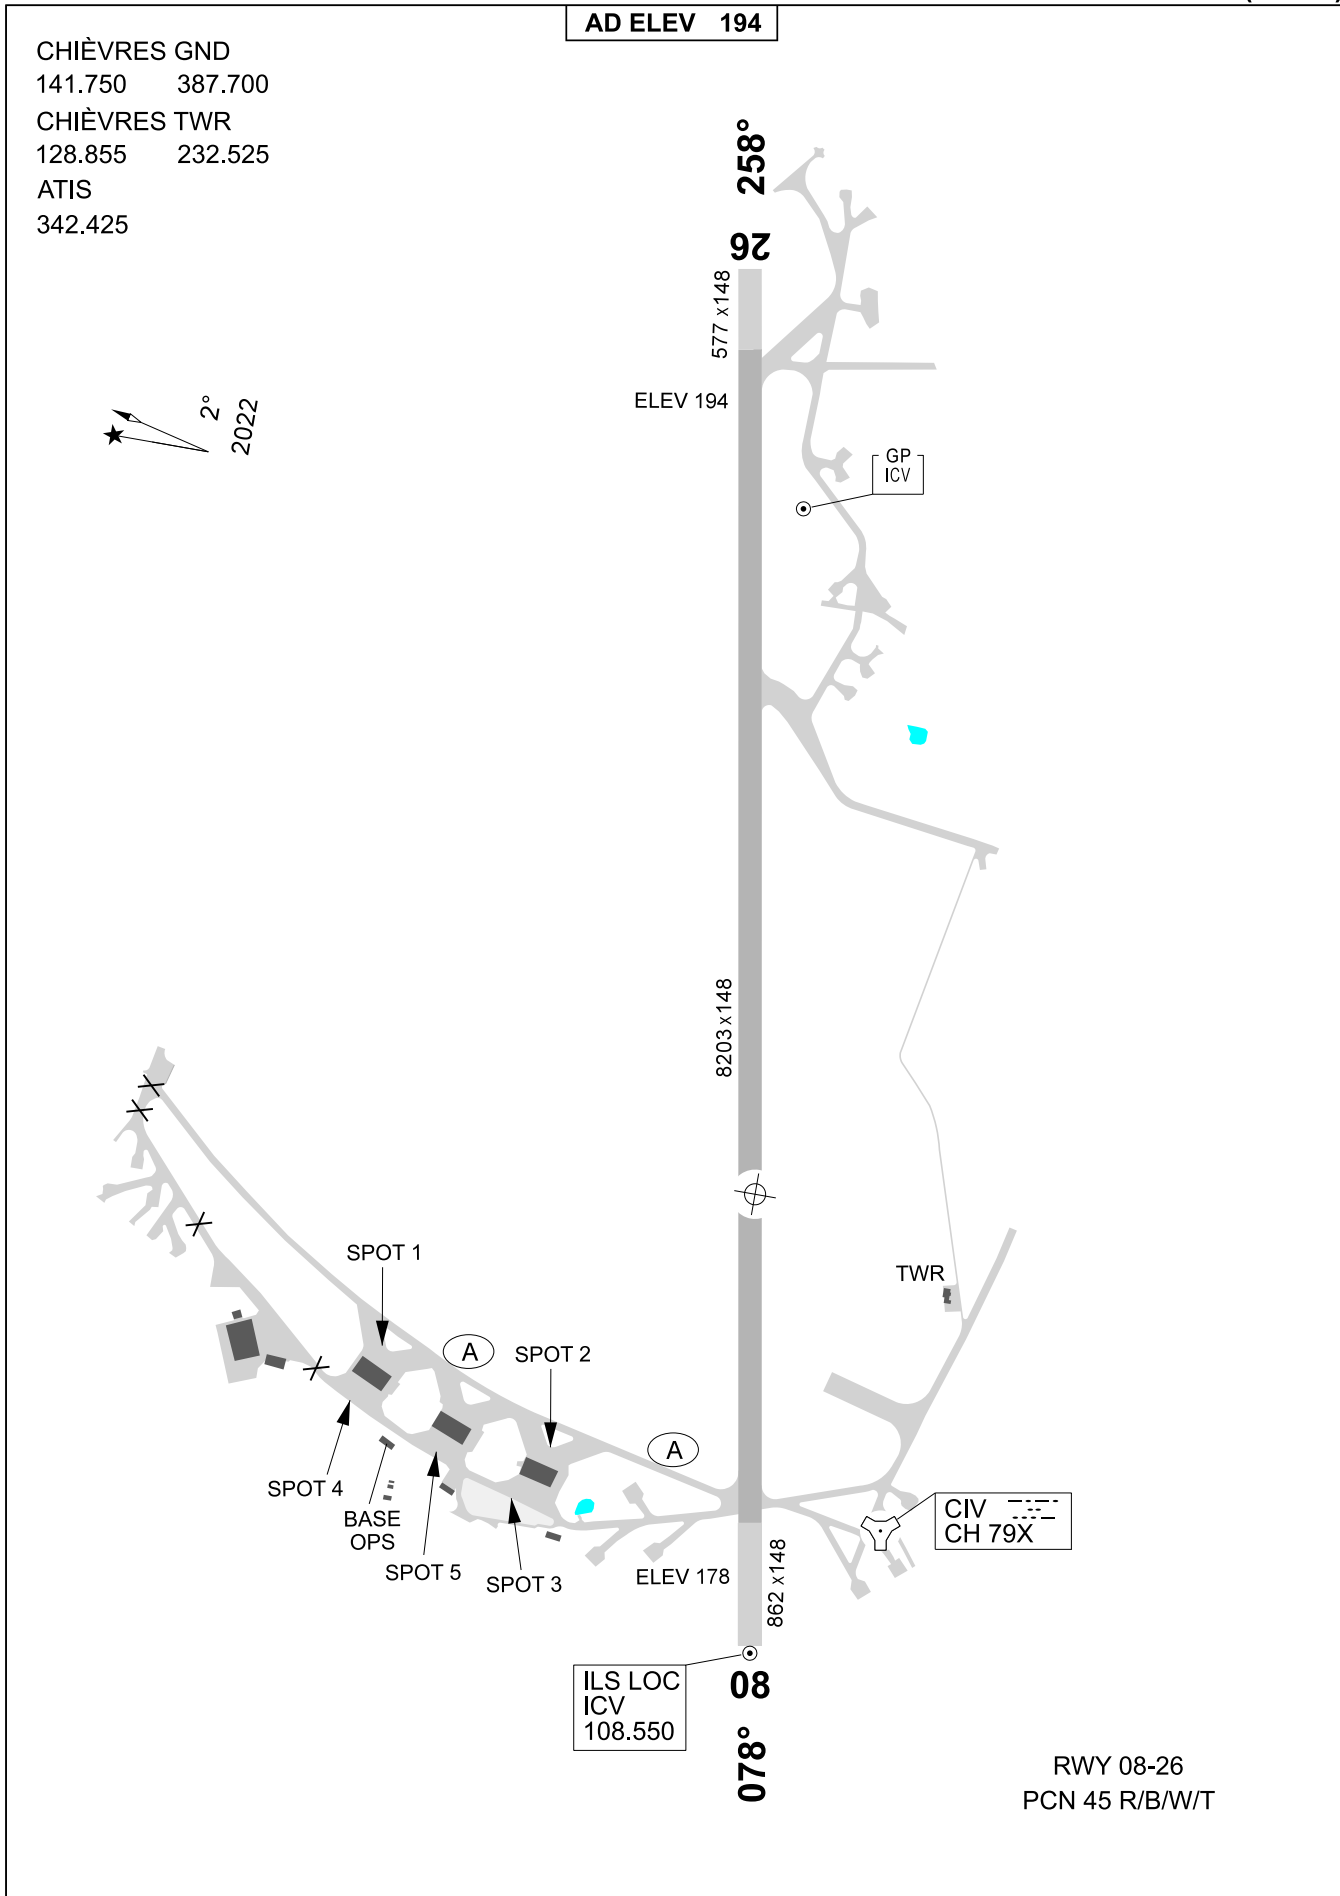 AD ELEV 194
CHIÈVRES GND
141.750 387.700
CHIÈVRES TWR
128.855 232.525
ATIS
342.425
258°
26
577 x148
ELEV 194
2°
2022
GP
ICV
8203 x148
SPOT 1
TWR
A
SPOT 2
A
SPOT 4
BASE
OPS
SPOT 5
SPOT 3
CIV
CH 79X
ELEV 178
862 x148
ILS LOC
ICV
108.550
08
078°
RWY 08-26
PCN 45 R/B/W/T